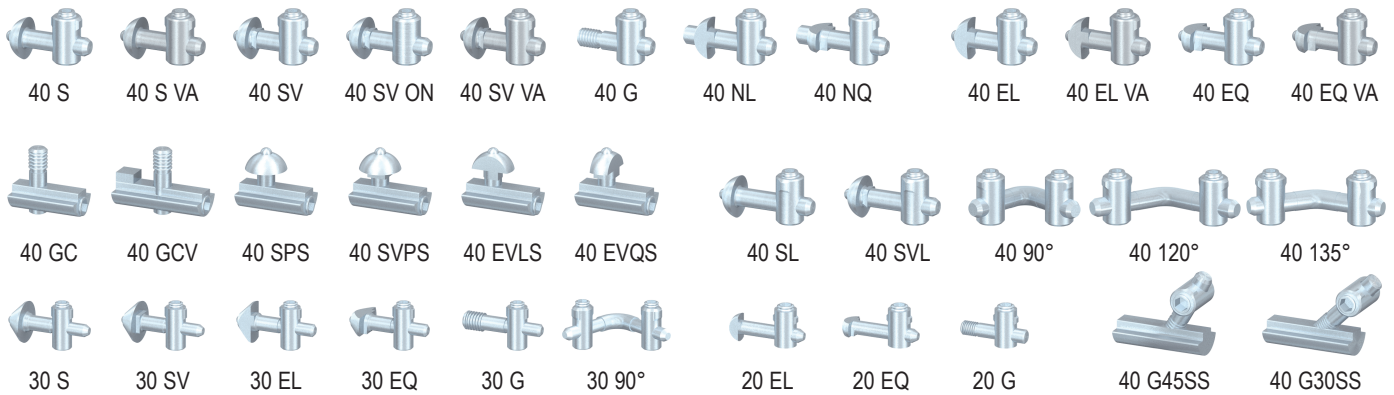 40 S 40 S VA 40 SV 40 SV ON 40 SV VA 40 G 40 NL 40 NQ 40 EL 40 EL VA 40 EQ 40 EQ VA
40 GC 40 GCV 40 SPS 40 SVPS 40 EVLS 40 EVQS 40 SL 40 SVL 40 90° 40 120° 40 135°
30 S 30 SV 30 EL 30 EQ 30 G 30 90° 20 EL 20 EQ 20 G 40 G45SS 40 G30SS